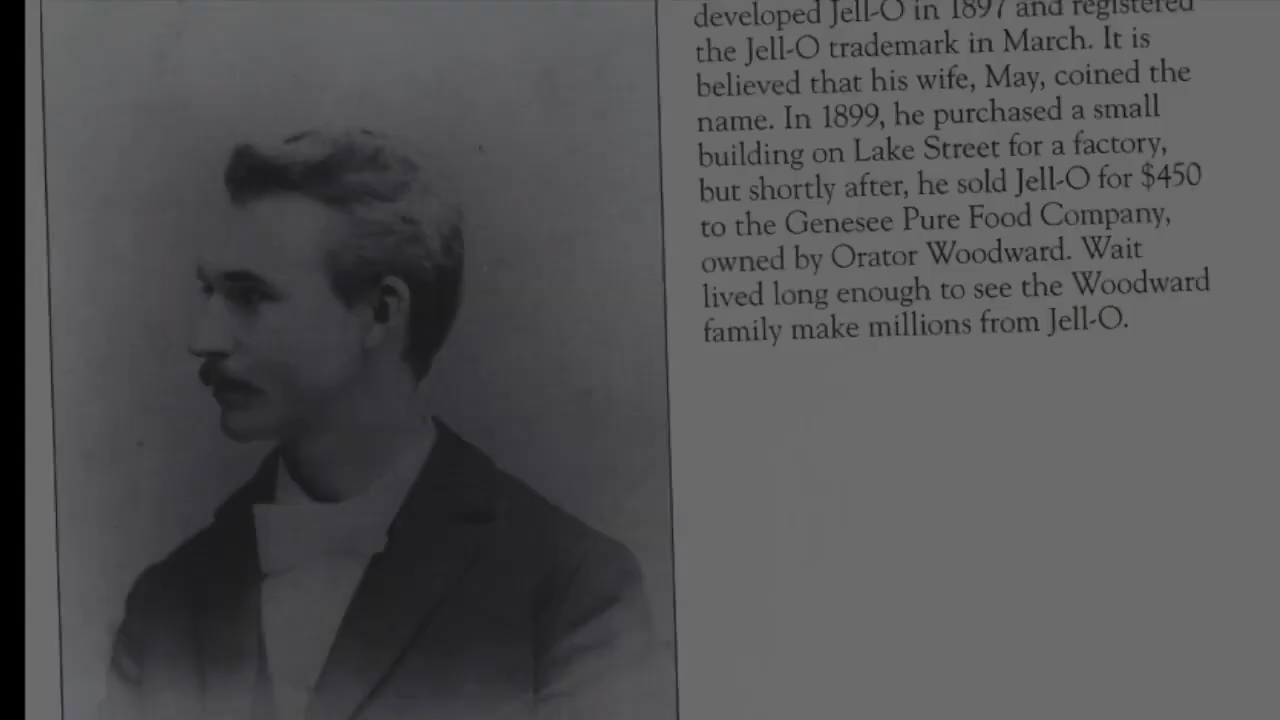 developed Jell-O in 1897 and registered
the Jell-O trademark in March. It is
believed that his wife, May, coined the
name. In 1899, he purchased a small
building on Lake Street for a factory,
but shortly after, he sold Jell-O for $450
to the Genesee Pure Food Company,
owned by Orator Woodward. Wait
lived long enough to see the Woodward
family make millions from Jell-O.